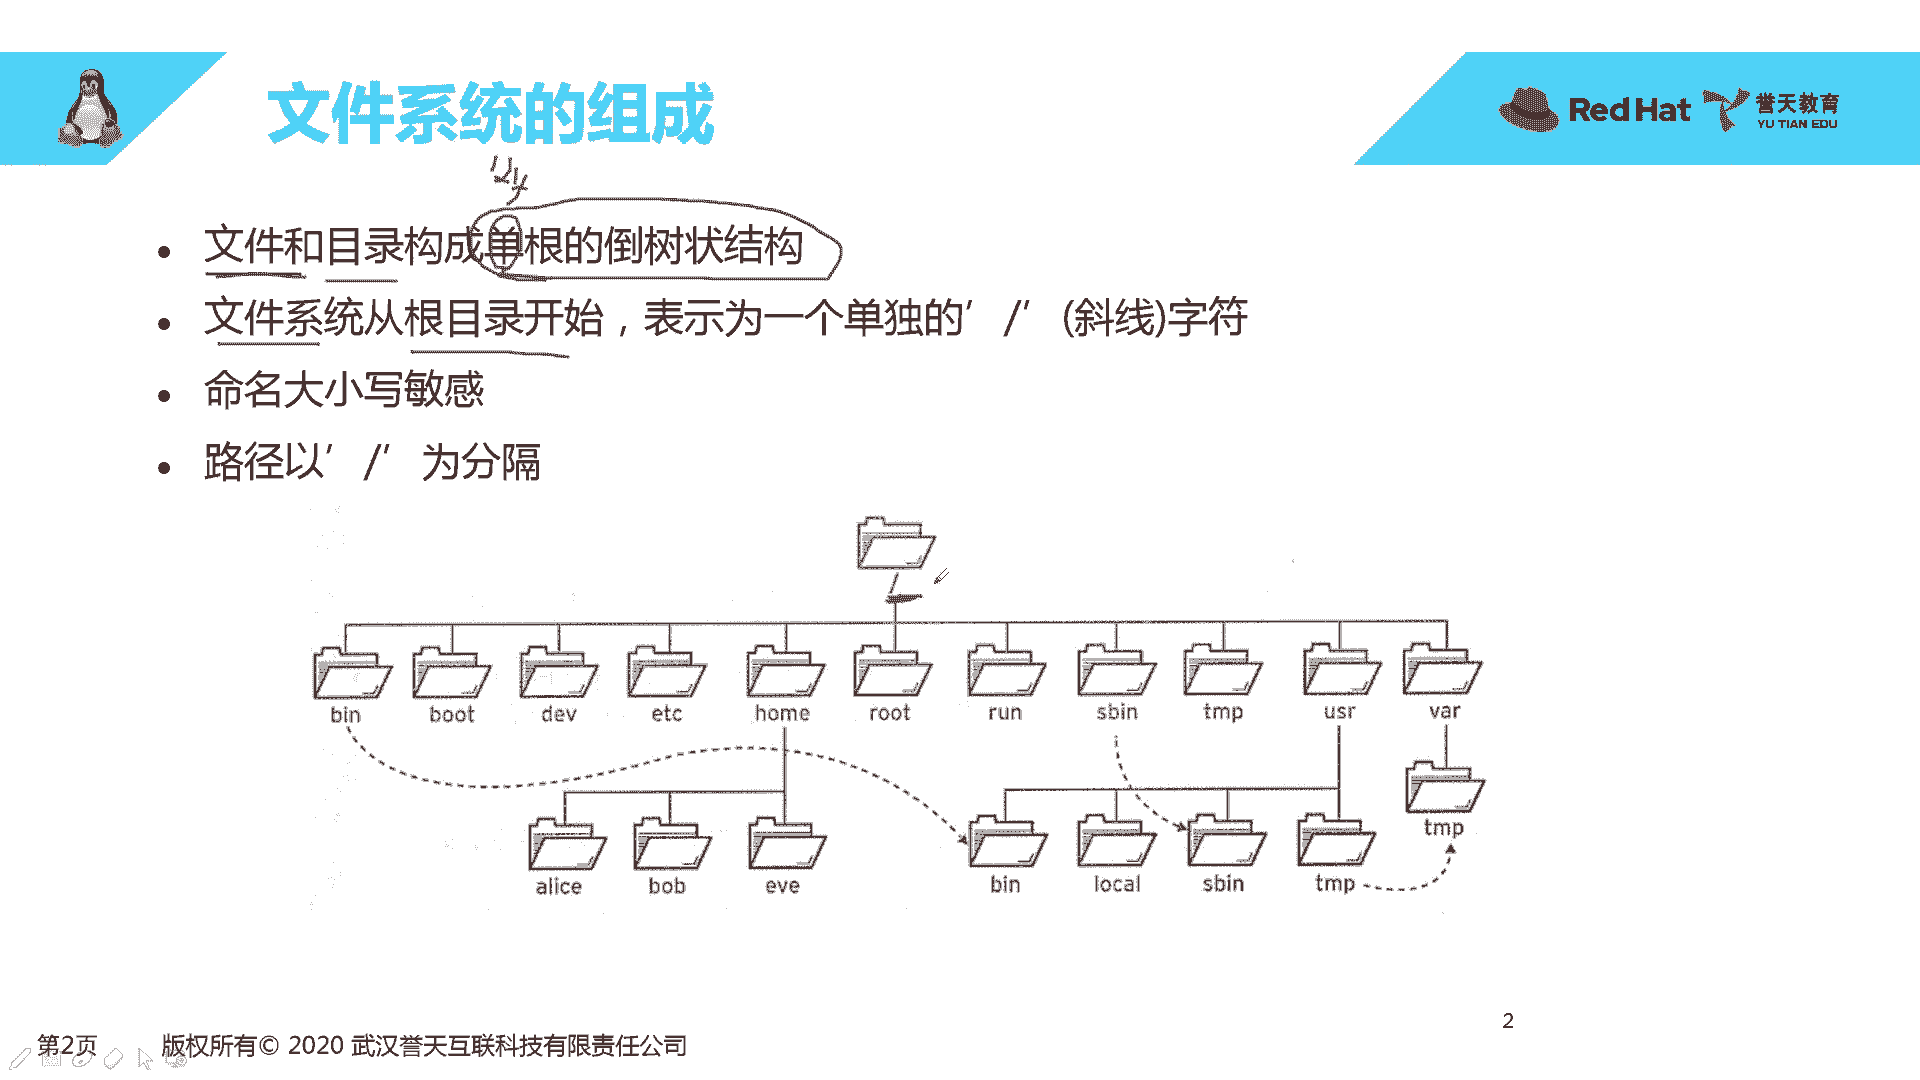 文件系统的组成
Red Hat
誉天教育
YU TIAN EDU
文件和目录构成单根的倒树状结构
文件系统从根目录开始，表示为一个单独的’/’(斜线)字符
命名大小写敏感
路径以’/’为分隔
/
bin boot dev etc home root run sbin tmp usr var
tmp
alice bob eve bin local sbin tmp
2
第2页 版权所有© 2020 武汉誉天互联科技有限责任公司